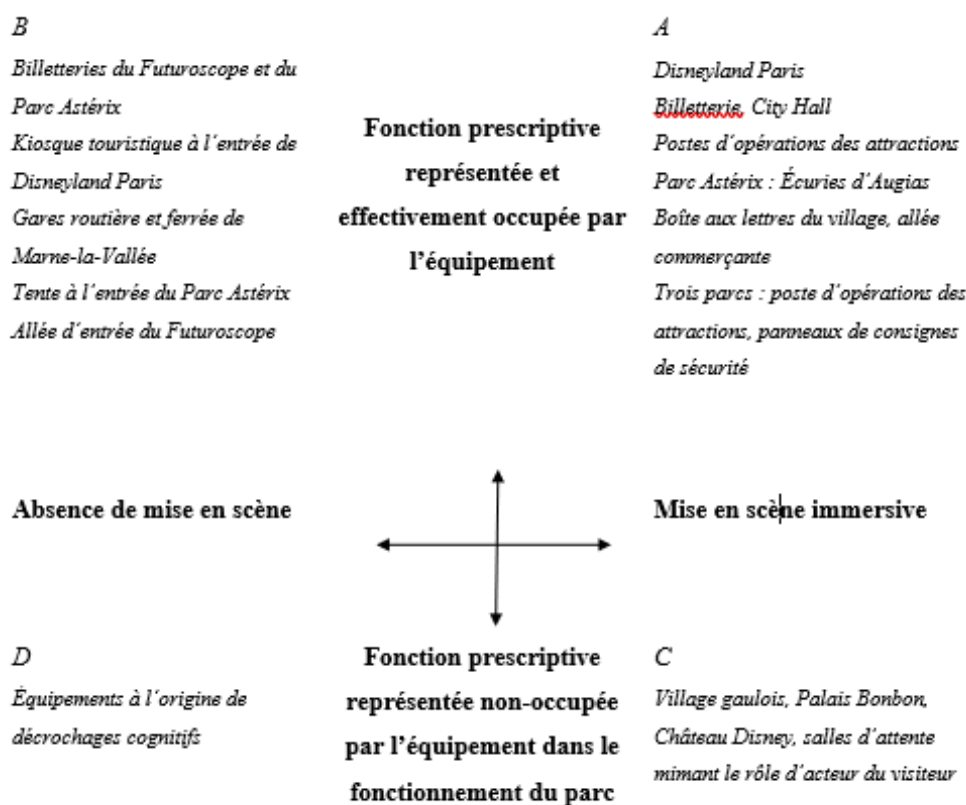 B
Billetteries du Futuroscope et du
Parc Astérix
Kiosque touristique à l'entrée de
Disneyland Paris
Gares routière et ferrée de
Marne-la-Vallée
Tente à l'entrée du Parc Astérix
Allée d'entrée du Futuroscope
Fonction prescriptive
représentée et
effectivement occupée par
l'équipement
A
Disneyland Paris
Billetterie, City Hall
Postes d'opérations des attractions
Parc Astérix : Écuries d'Augias
Boîte aux lettres du village, allée
commerçante
Trois parcs : poste d'opérations des
attractions, panneaux de consignes
de sécurité
Absence de mise en scène
Mise en scène immersive
D
Équipements à l'origine de
décrochages cognitifs
Fonction prescriptive
représentée non-occupée
par l'équipement dans le
fonctionnement du parc
C
Village gaulois, Palais Bonbon,
Château Disney, salles d'attente
mimant le rôle d'acteur du visiteur